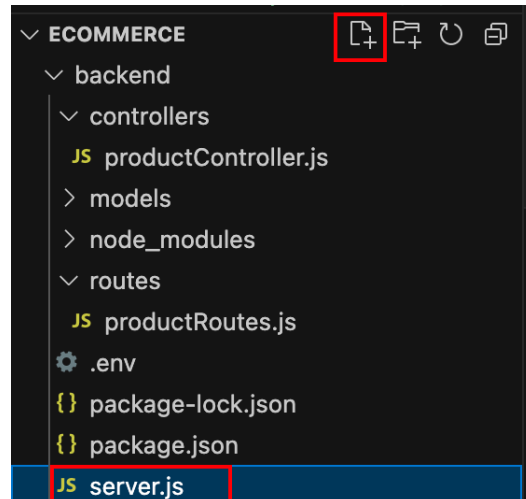 ECOMMERCE
backend
controllers
JS productController.js
models
node_modules
routes
JS productRoutes.js
.env
{} package-lock.json
{} package.json
JS server.js